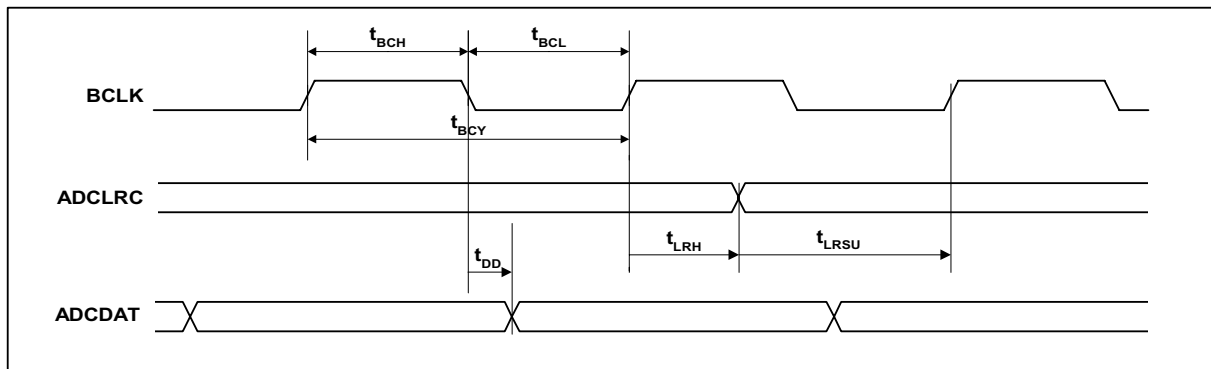 tBCH
tBCL
BCLK
tBCY
ADCLRC
tLRH
tLRSU
tDD
ADCDAT